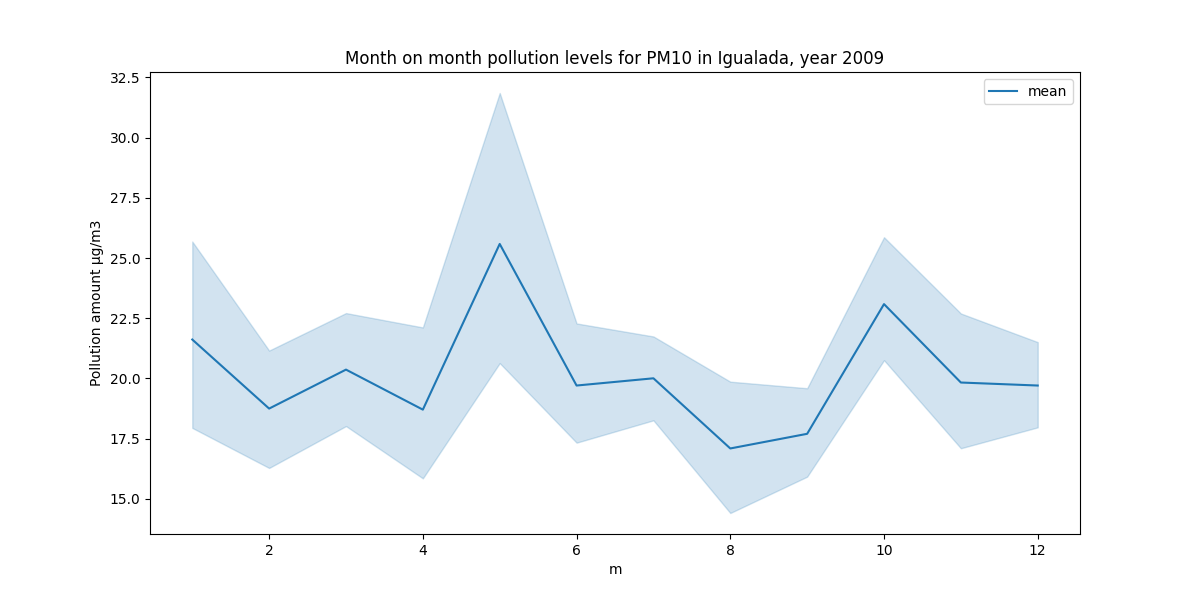 Month on month pollution levels for PM10 in Igualada, year 2009
mean
Pollution amount µg/m3
32.5
30.0
27.5
25.0
22.5
20.0
17.5
15.0
2 4 6 8 10 12
m